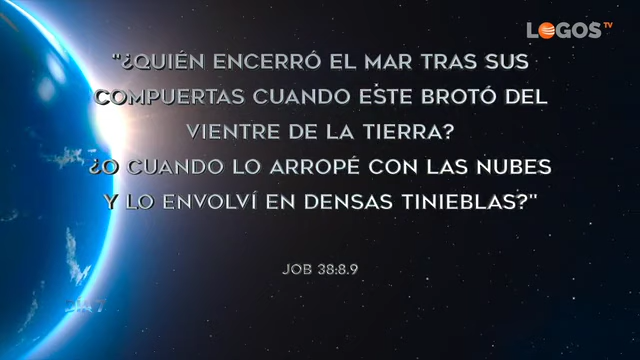 LOGOS TV
"¿QUIÉN ENCERRÓ EL MAR TRAS SUS
COMPUERTAS CUANDO ESTE BROTÓ DEL
VIENTRE DE LA TIERRA?
¿O CUANDO LO ARROPÉ CON LAS NUBES
Y LO ENVOLVÍ EN DENSAS TINIEBLAS?"
JOB 38:8.9